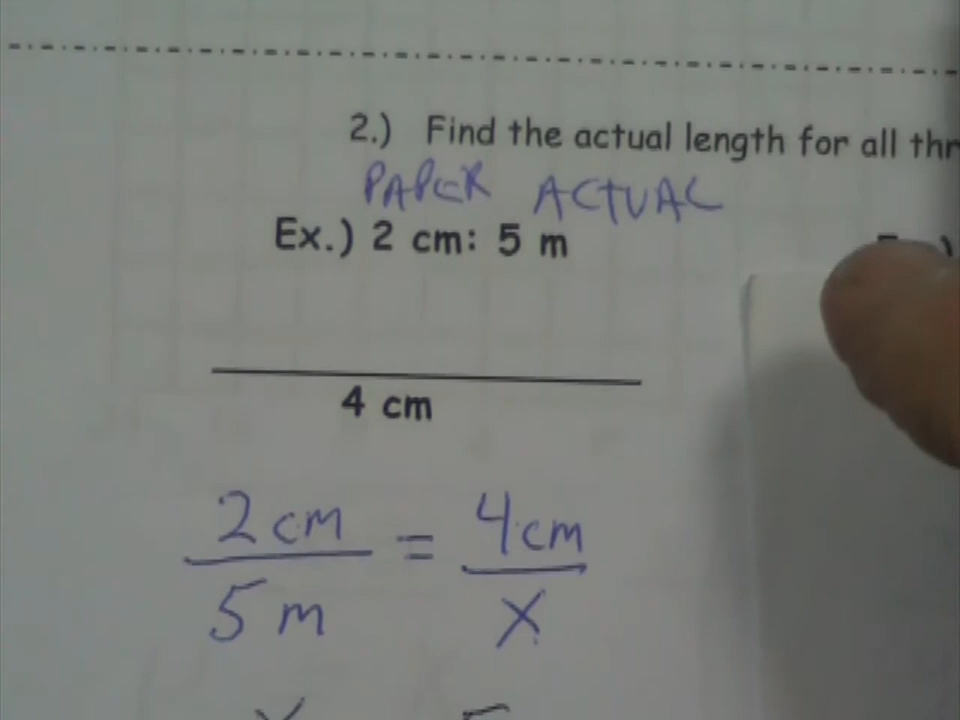 2.) Find the actual length for all
PAPER ACTUAL
Ex.) 2 cm: 5 m
4 cm
2 cm = 4 cm
5 m X